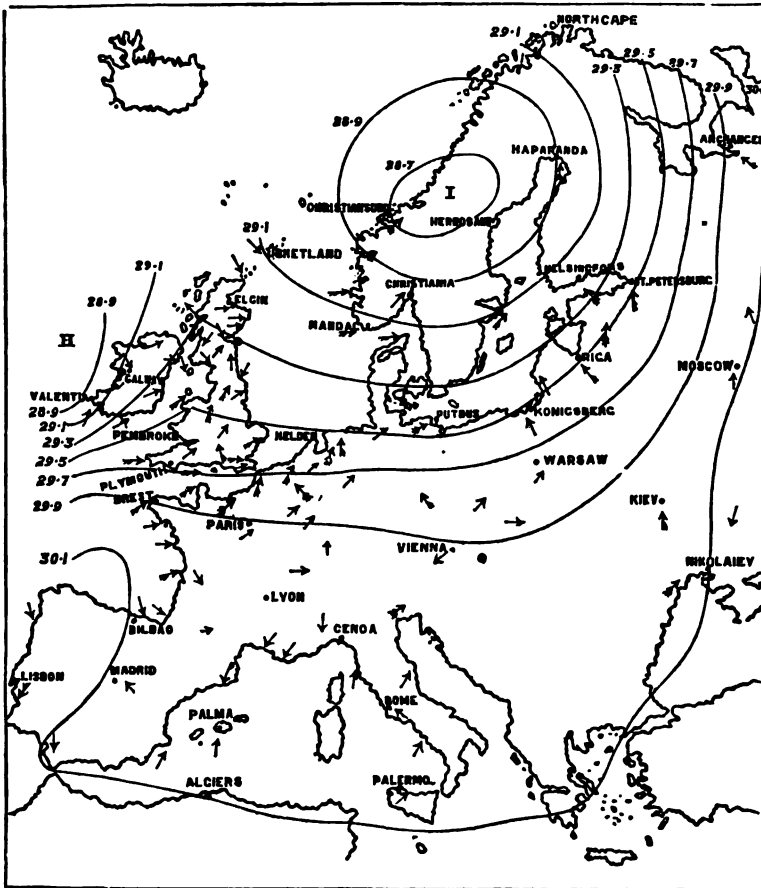 NORTHCAPE
29.1
29.5
29.3
29.7
29.9
30.
ARCHANGEL
28.9
HAPARANDA
28.7
I
CHRISTIANSUND
HERNOSAND
29.1
SHETLAND
29.1
HELSINGFORS
ST. PETERSBURG
CHRISTIANIA
28.9
ELGIN
MANDAL
II
RIGA
MOSCOW
GALWAY
VALENTIA
28.9
PUTBUS
KONIGSBERG
29.1
PEMBROKE
HELDER
29.3
29.5
WARSAW
29.7
PLYMOUTH
BREST
29.9
KIEV
PARIS
VIENNA
30.1
NIKOLAIEV
LYON
BILBAO
GENOA
LISBON
MADRID
ROME
PALMA
ALGIERS
PALERMO